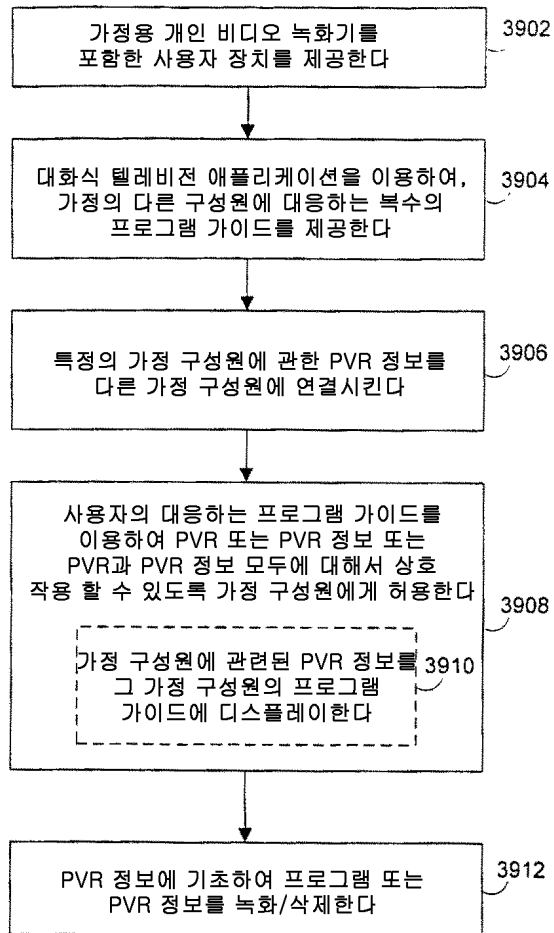 가정용 개인 비디오 녹화기를
포함한 사용자 장치를 제공한다
3902
대화식 텔레비전 애플리케이션을 이용하여,
가정의 다른 구성원에 대응하는 복수의
프로그램 가이드를 제공한다
3904
특정의 가정 구성원에 관한 PVR 정보를
다른 가정 구성원에 연결시킨다
3906
사용자의 대응하는 프로그램 가이드를
이용하여 PVR 또는 PVR 정보 또는
PVR과 PVR 정보 모두에 대해서 상호
작용 할 수 있도록 가정 구성원에게 허용한다
3908
가정 구성원에 관련된 PVR 정보를
그 가정 구성원의 프로그램
가이드에 디스플레이한다
3910
PVR 정보에 기초하여 프로그램 또는
PVR 정보를 녹화/삭제한다
3912